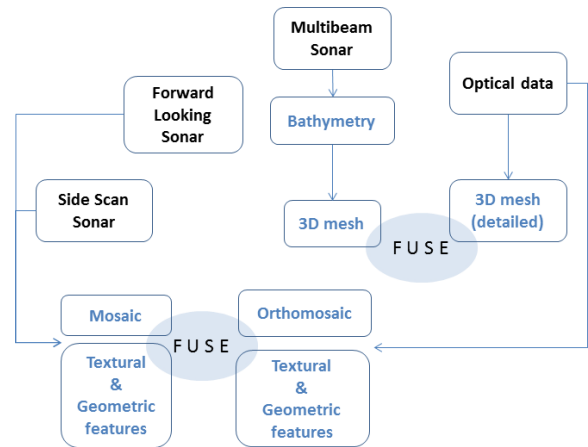 Multibeam
Sonar
Optical data
Forward
Looking
Sonar
Bathymetry
Side Scan
Sonar
3D mesh
3D mesh
(detailed)
F U S E
Mosaic
Orthomosaic
F U S E
Textural
&
Geometric
features
Textural
&
Geometric
features